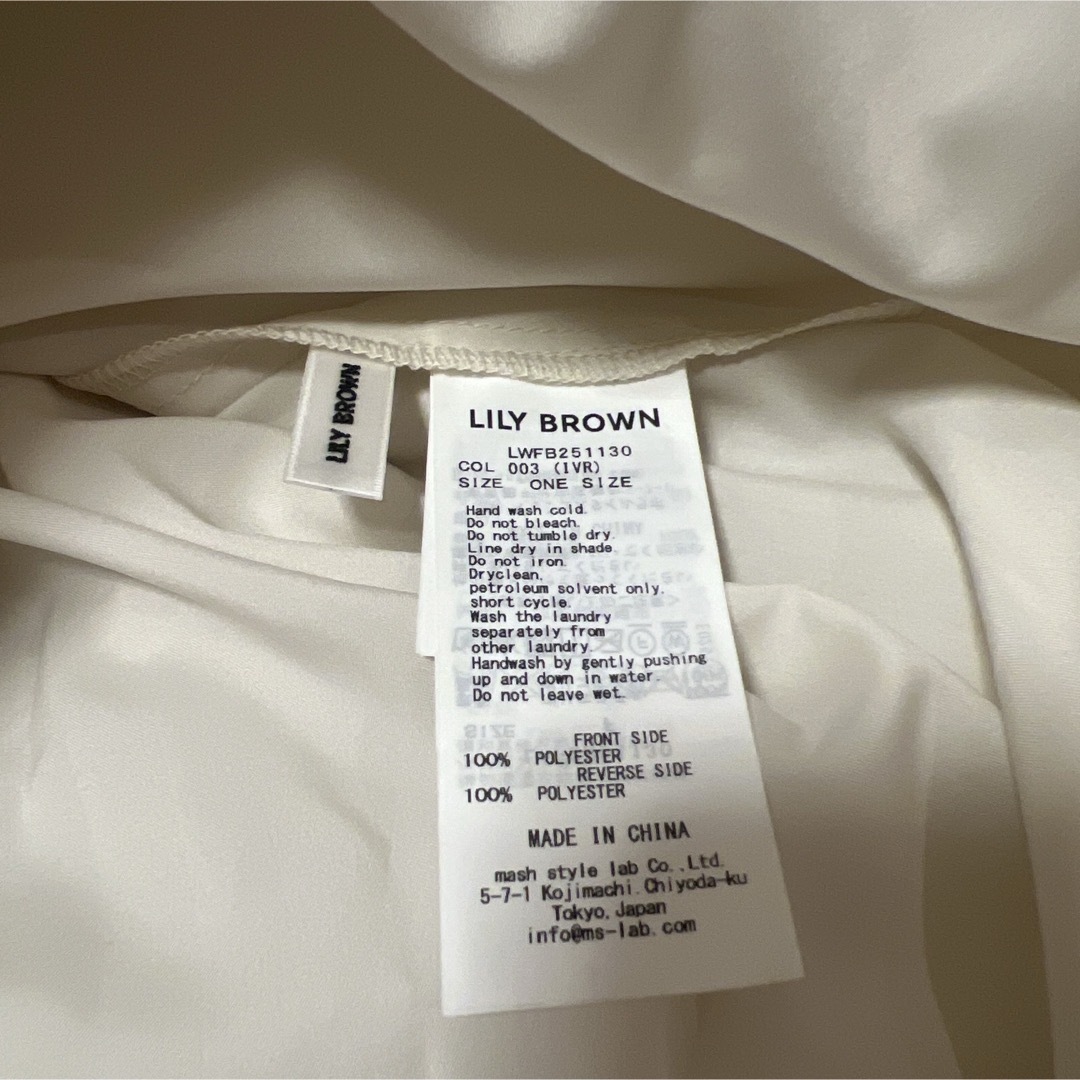 LILY BROWN
LILY BROWN
LWFB251130
COL 003 (IVR)
SIZE ONE SIZE
Hand wash cold.
Do not bleach.
Do not tumble dry.
Line dry in shade.
Do not iron.
Dryclean,
petroleum solvent only.
short cycle.
Wash the laundry
separately from
other laundry.
Handwash by gently pushing
up and down in water.
Do not leave wet.
FRONT SIDE
100% POLYESTER
REVERSE SIDE
100% POLYESTER
MADE IN CHINA
mash style lab Co.,Ltd.
5-7-1 Kojimachi.Chiyoda-ku
Tokyo,Japan
info@ms-lab.com